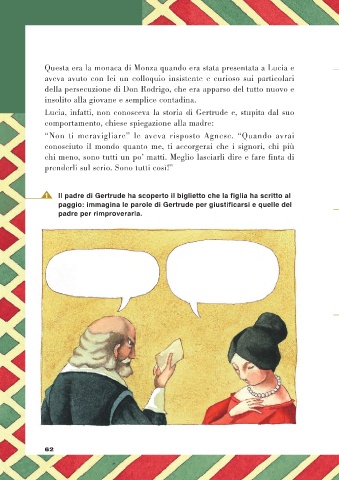 Questa era la monaca di Monza quando era stata presentata a Lucia e
aveva avuto con lei un colloquio insistente e curioso sui particolari
della persecuzione di Don Rodrigo, che era apparso del tutto nuovo e
insolito alla giovane e semplice contadina.
Lucia, infatti, non conosceva la storia di Gertrude e, stupita dal suo
comportamento, chiese spiegazione alla madre:
“Non ti meravigliare” le aveva risposto Agnese. “Quando avrai
conosciuto il mondo quanto me, ti accorgerai che i signori, chi più
chi meno, sono tutti un po’ matti. Meglio lasciarli dire e fare finta di
prenderli sul serio. Sono tutti così!”
Il padre di Gertrude ha scoperto il biglietto che la figlia ha scritto al
paggio: immagina le parole di Gertrude per giustificarsi e quelle del
padre per rimproverarla.
62